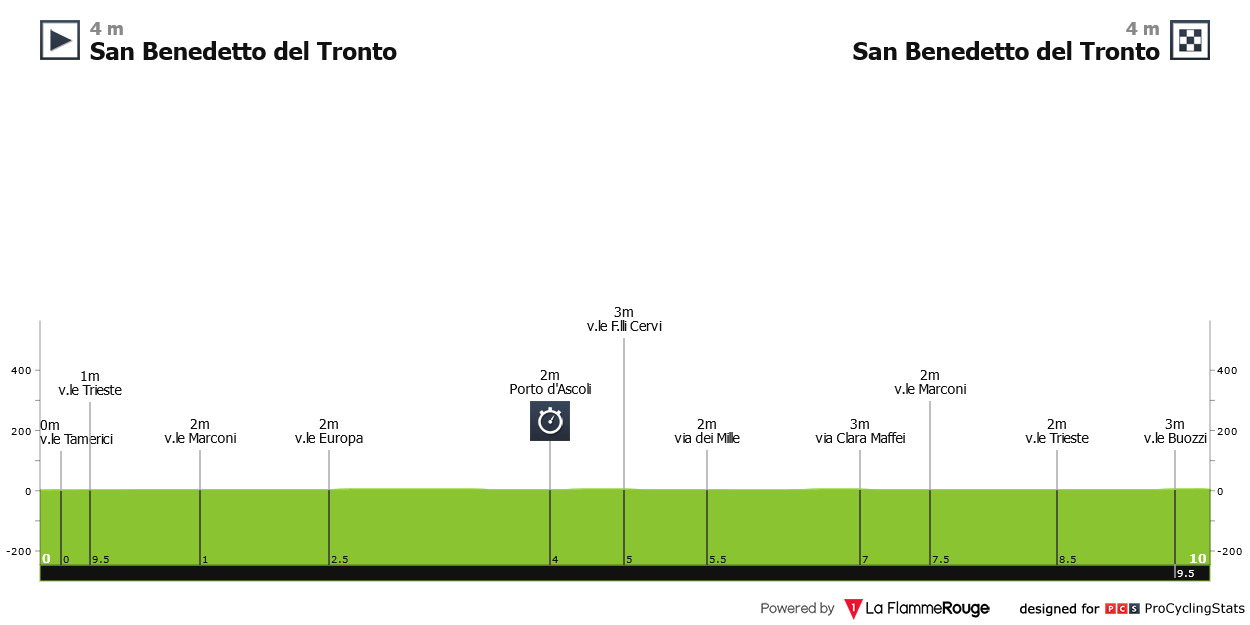 4 m
San Benedetto del Tronto
4 m
San Benedetto del Tronto
3m
v.le F.lli Cervi
1m
v.le Trieste
2m
Porto d'Ascoli
2m
v.le Marconi
0m
v.le Tamerici
2m
v.le Marconi
2m
v.le Europa
2m
via dei Mille
3m
via Clara Maffei
2m
v.le Trieste
3m
v.le Buozzi
400
200
0
-200
400
200
0
-200
0 0 9.5 1 2.5 4 5 5.5 7 7.5 8.5 10
9.5
Powered by 1 La FlammeRouge designed for PCS ProCyclingStats